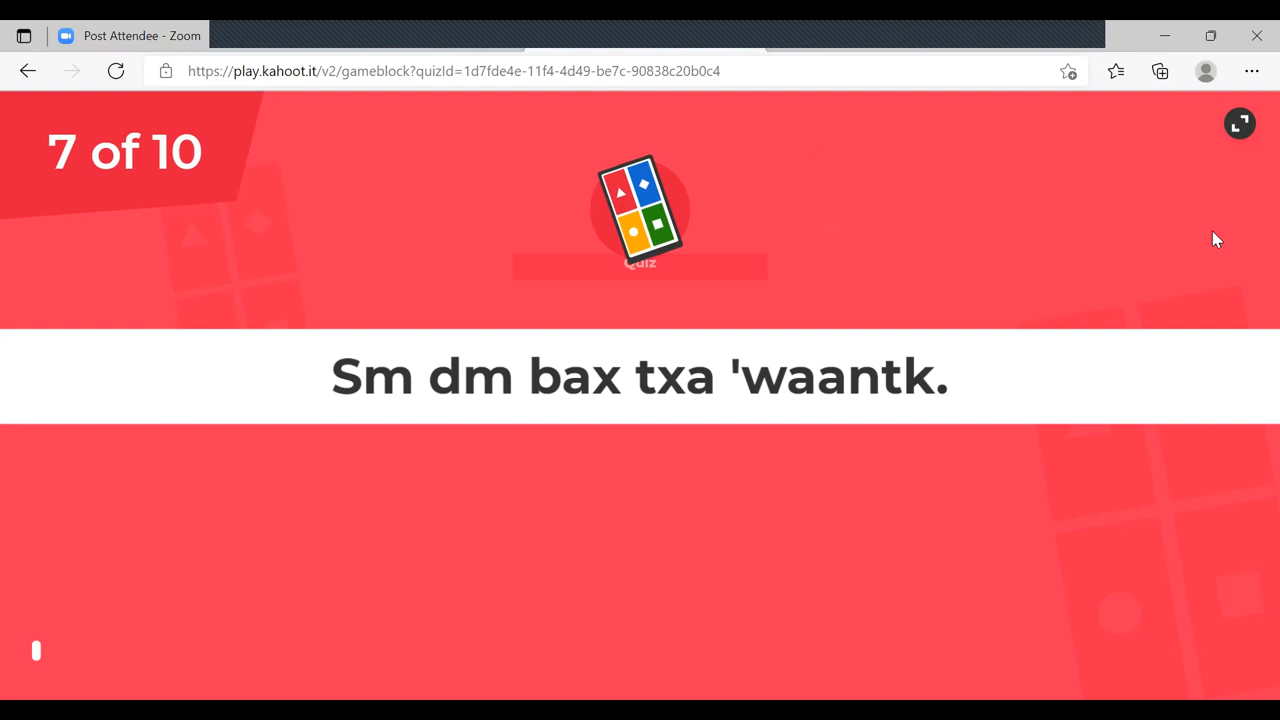 Post Attendee - Zoom
https://play.kahoot.it/v2/gameblock?quizId=1d7fde4e-11f4-4d49-be7c-90838c20b0c4
7 of 10
Quiz
Sm dm bax txa 'waantk.